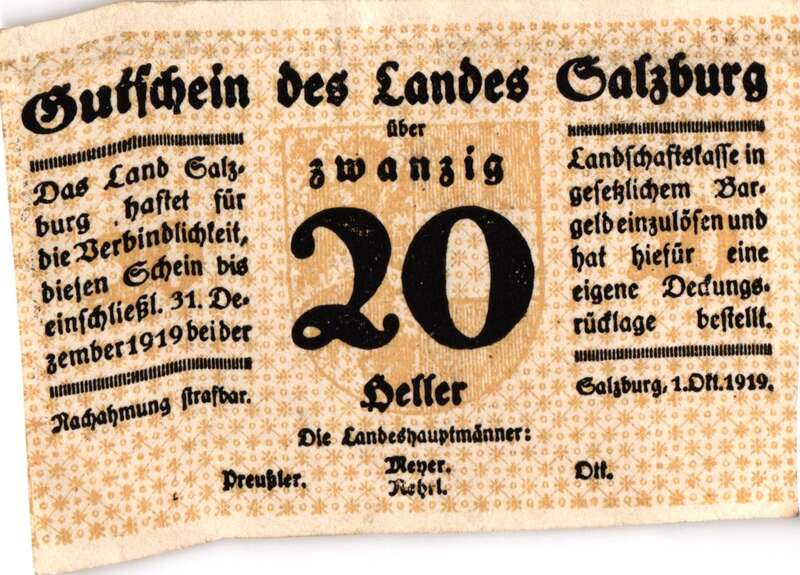 Gutschein des Landes Salzburg
über
zwanzig
20
Heller
Das Land Salz-
burg haftet für
die Verbindlichkeit,
diesen Schein bis
einschließl. 31. De-
zember 1919 bei der
Landschaftskasse in
gesetzlichem Bar-
geld einzulösen und
hat hiefür eine
eigene Deckungs-
rücklage bestellt.
Nachahmung strafbar.
Salzburg, 1. Okt. 1919.
Die Landeshauptmänner:
Preußler.
Meyer.
Rehrl.
Ott.